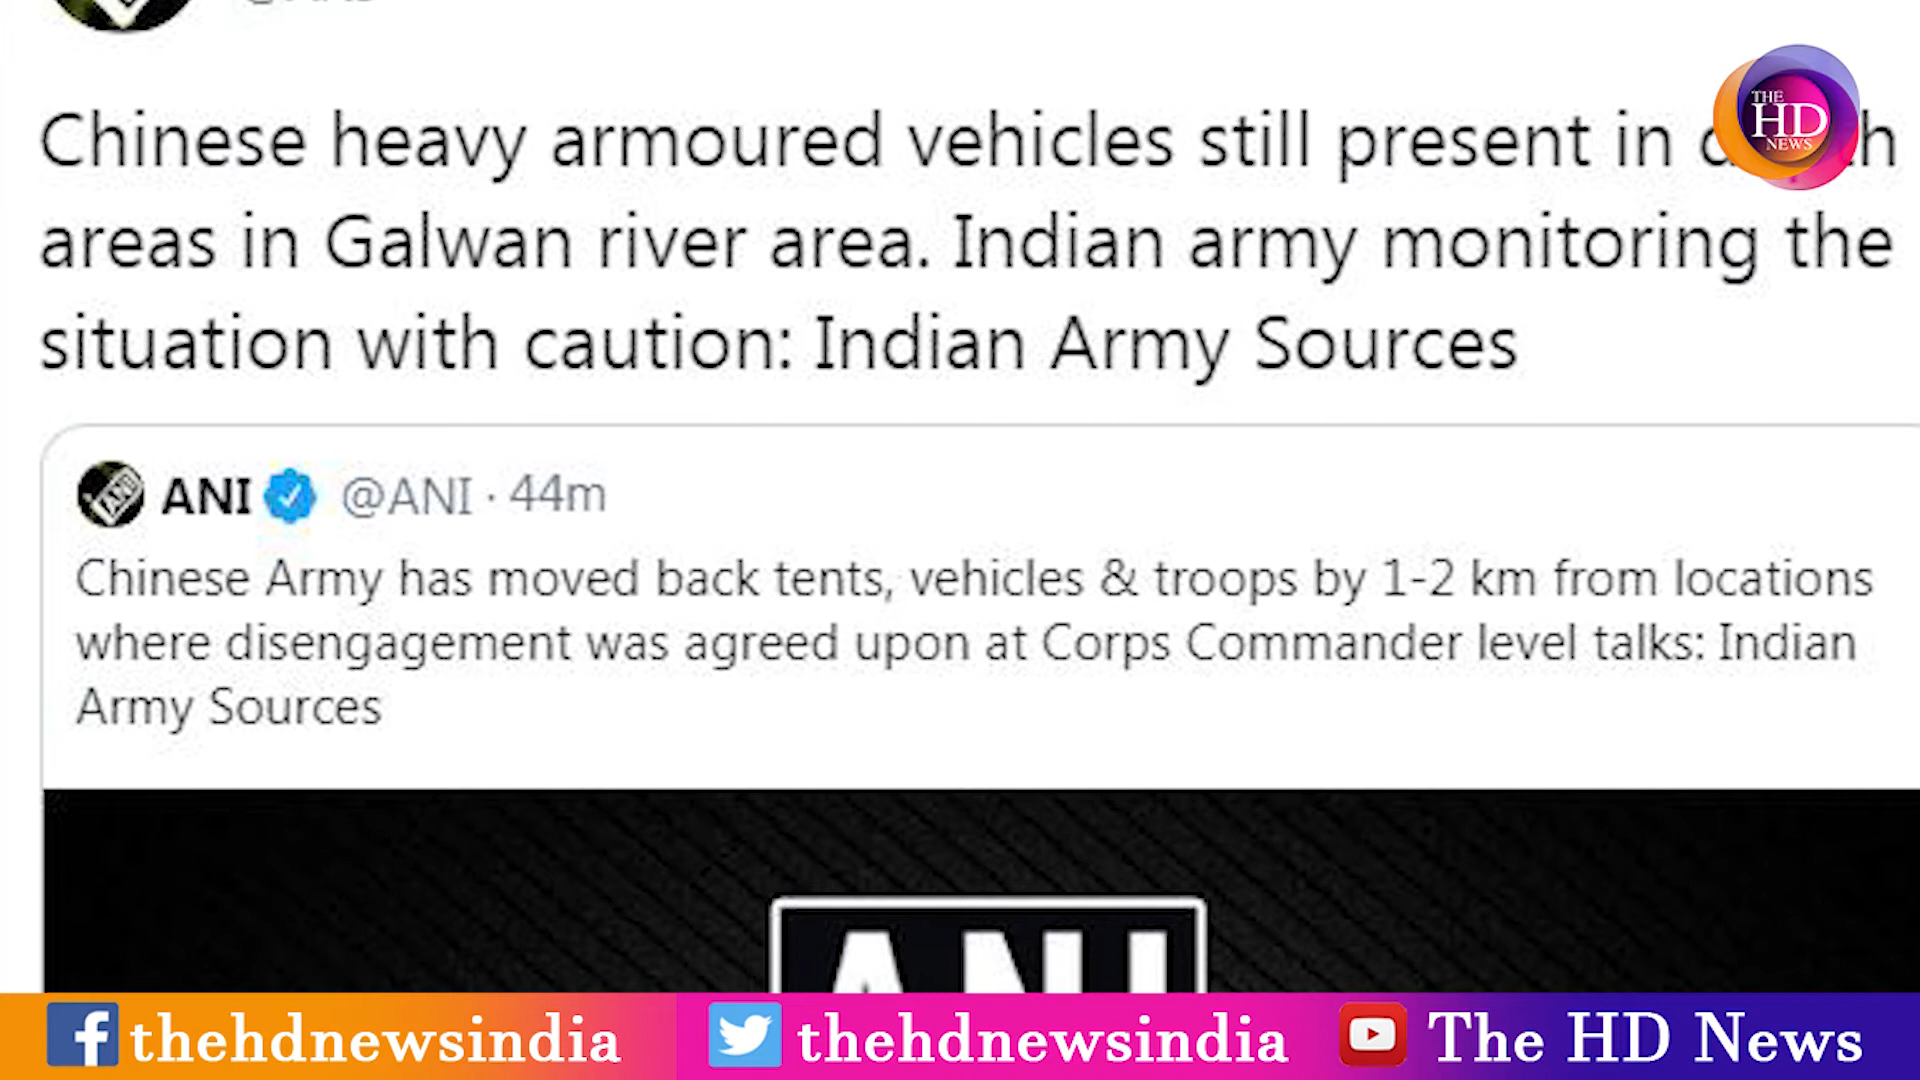 THE
HD
NEWS
Chinese heavy armoured vehicles still present in
areas in Galwan river area. Indian army monitoring the
situation with caution: Indian Army Sources
ANI @ANI · 44m
Chinese Army has moved back tents, vehicles & troops by 1-2 km from locations
where disengagement was agreed upon at Corps Commander level talks: Indian
Army Sources
ANI
thehdnewsindia thehdnewsindia The HD News